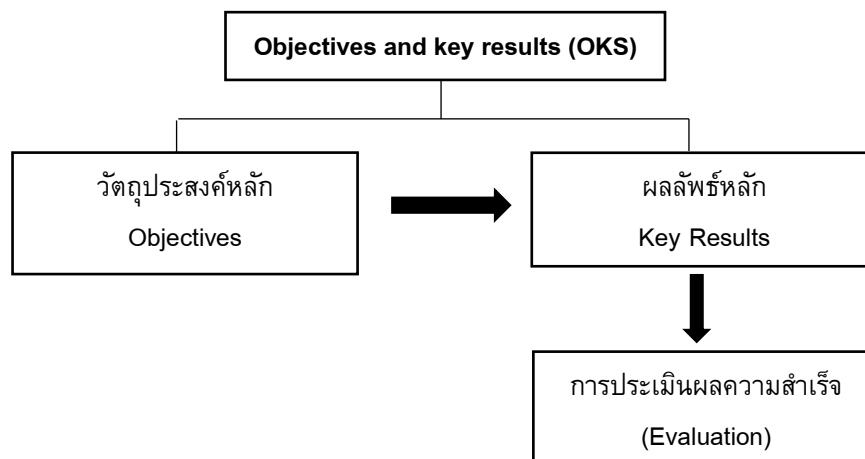 Objectives and key results (OKS)
วัตถุประสงค์หลัก
Objectives
ผลลัพธ์หลัก
Key Results
การประเมินผลความสำเร็จ
(Evaluation)